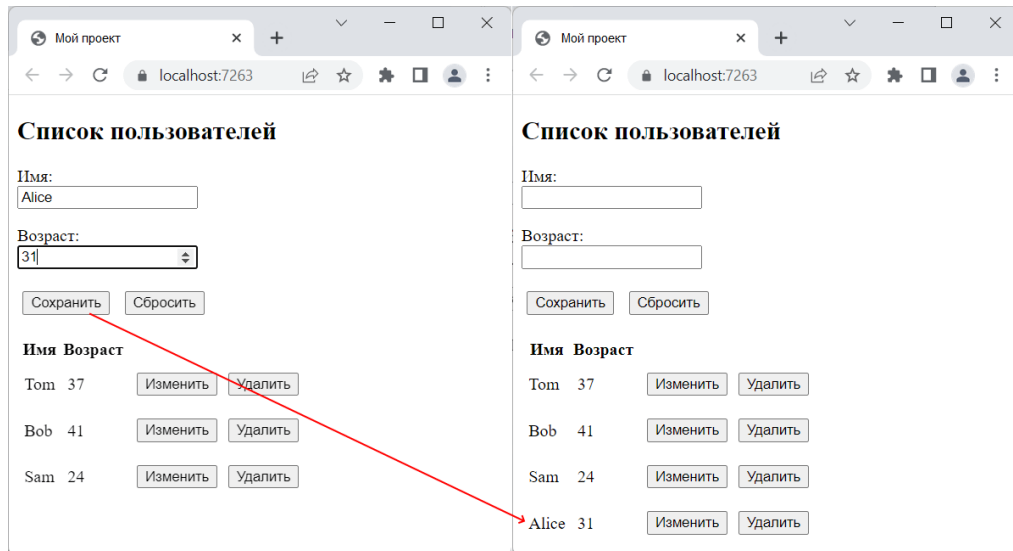 Мой проект
localhost:7263
Список пользователей
Имя:
Alice
Возраст:
31
Сохранить Сбросить
Имя Возраст
Tom 37 Изменить Удалить
Bob 41 Изменить Удалить
Sam 24 Изменить Удалить
Мой проект
localhost:7263
Список пользователей
Имя:
Возраст:
Сохранить Сбросить
Имя Возраст
Tom 37 Изменить Удалить
Bob 41 Изменить Удалить
Sam 24 Изменить Удалить
Alice 31 Изменить Удалить